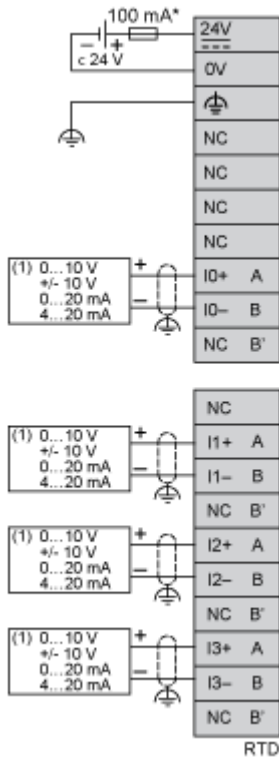 100 mA*
24V
c 24 V
0V
NC
NC
NC
NC
(1) 0...10 V
+/- 10 V
0...20 mA
4...20 mA
+
I0+ A
−
I0– B
NC B'
NC
(1) 0...10 V
+/- 10 V
0...20 mA
4...20 mA
+
I1+ A
−
I1– B
NC B'
(1) 0...10 V
+/- 10 V
0...20 mA
4...20 mA
+
I2+ A
−
I2– B
NC B'
(1) 0...10 V
+/- 10 V
0...20 mA
4...20 mA
+
I3+ A
−
I3– B
NC B'
RTD